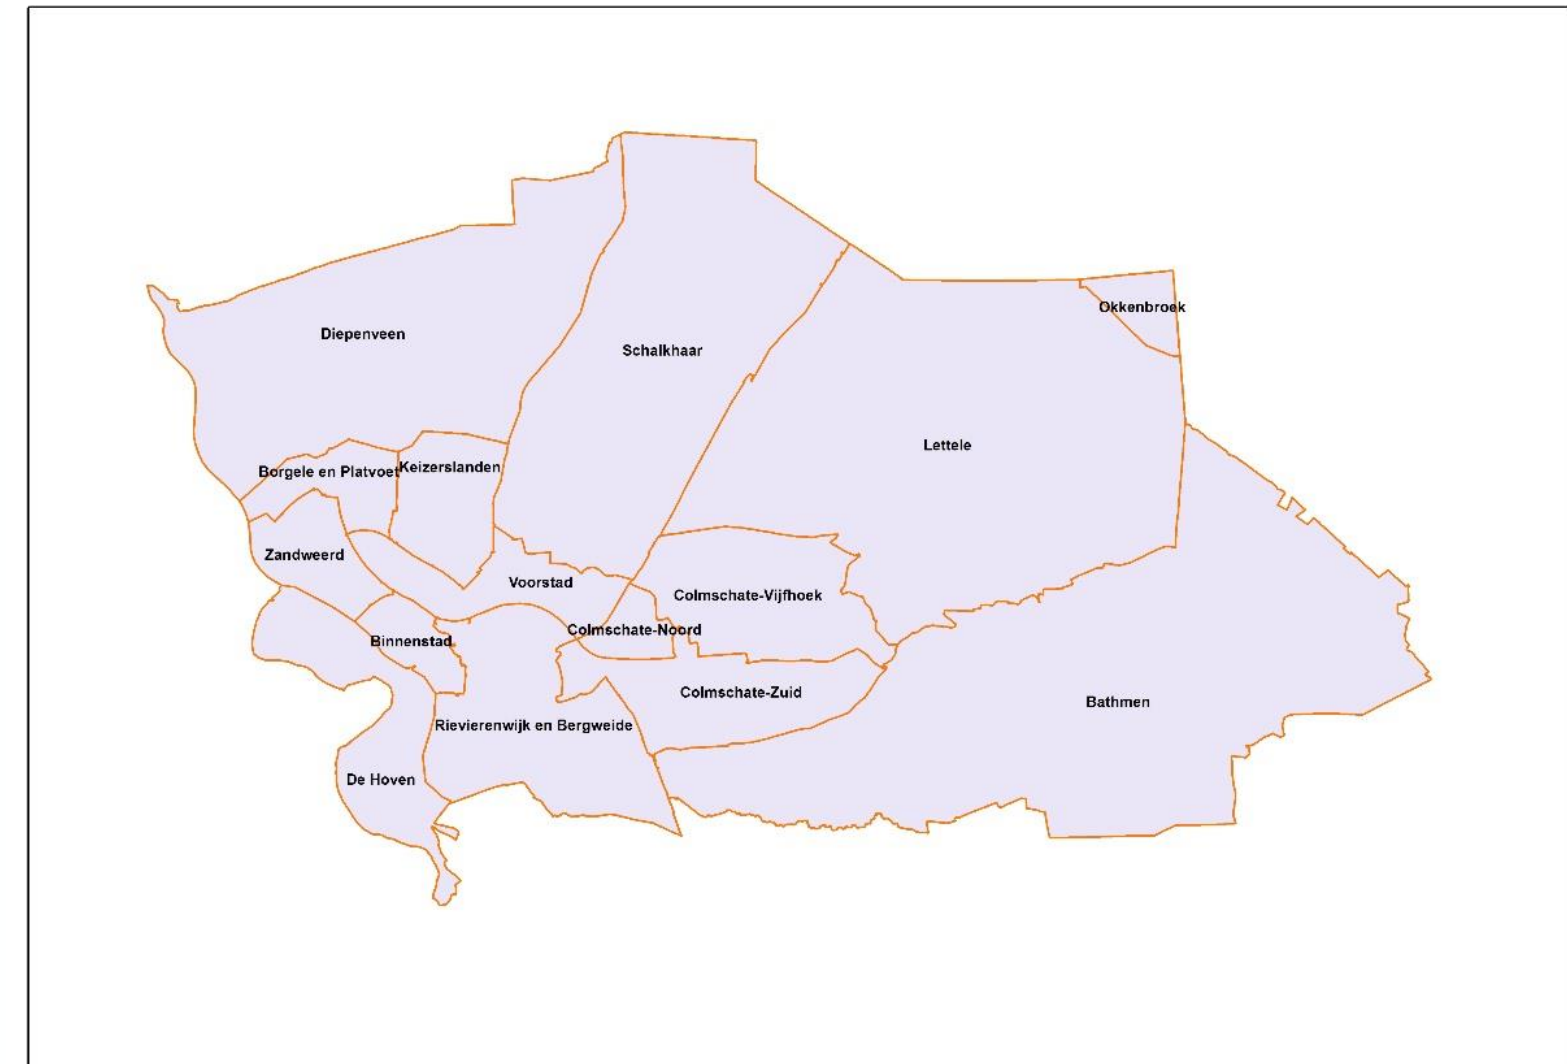 Okkenbroek
Diepenveen
Schalkhaar
Lettele
Borgele en Platvoet
Keizerslanden
Zandweerd
Voorstad
Colmschate-Vijfhoek
Colmschate-Noord
Binnenstad
Colmschate-Zuid
Bathmen
Rievierenwijk en Bergweide
De Hoven